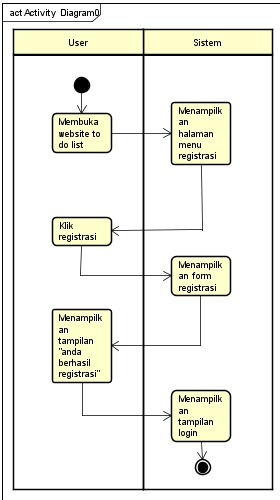 act Activity Diagram0
User
Sistem
Membuka
website to
do list
Menampilk
an
halaman
menu
registrasi
Klik
registrasi
Menampilk
an form
registrasi
Menampilk
an
tampilan
"anda
berhasil
registrasi"
Menampilk
an
tampilan
login